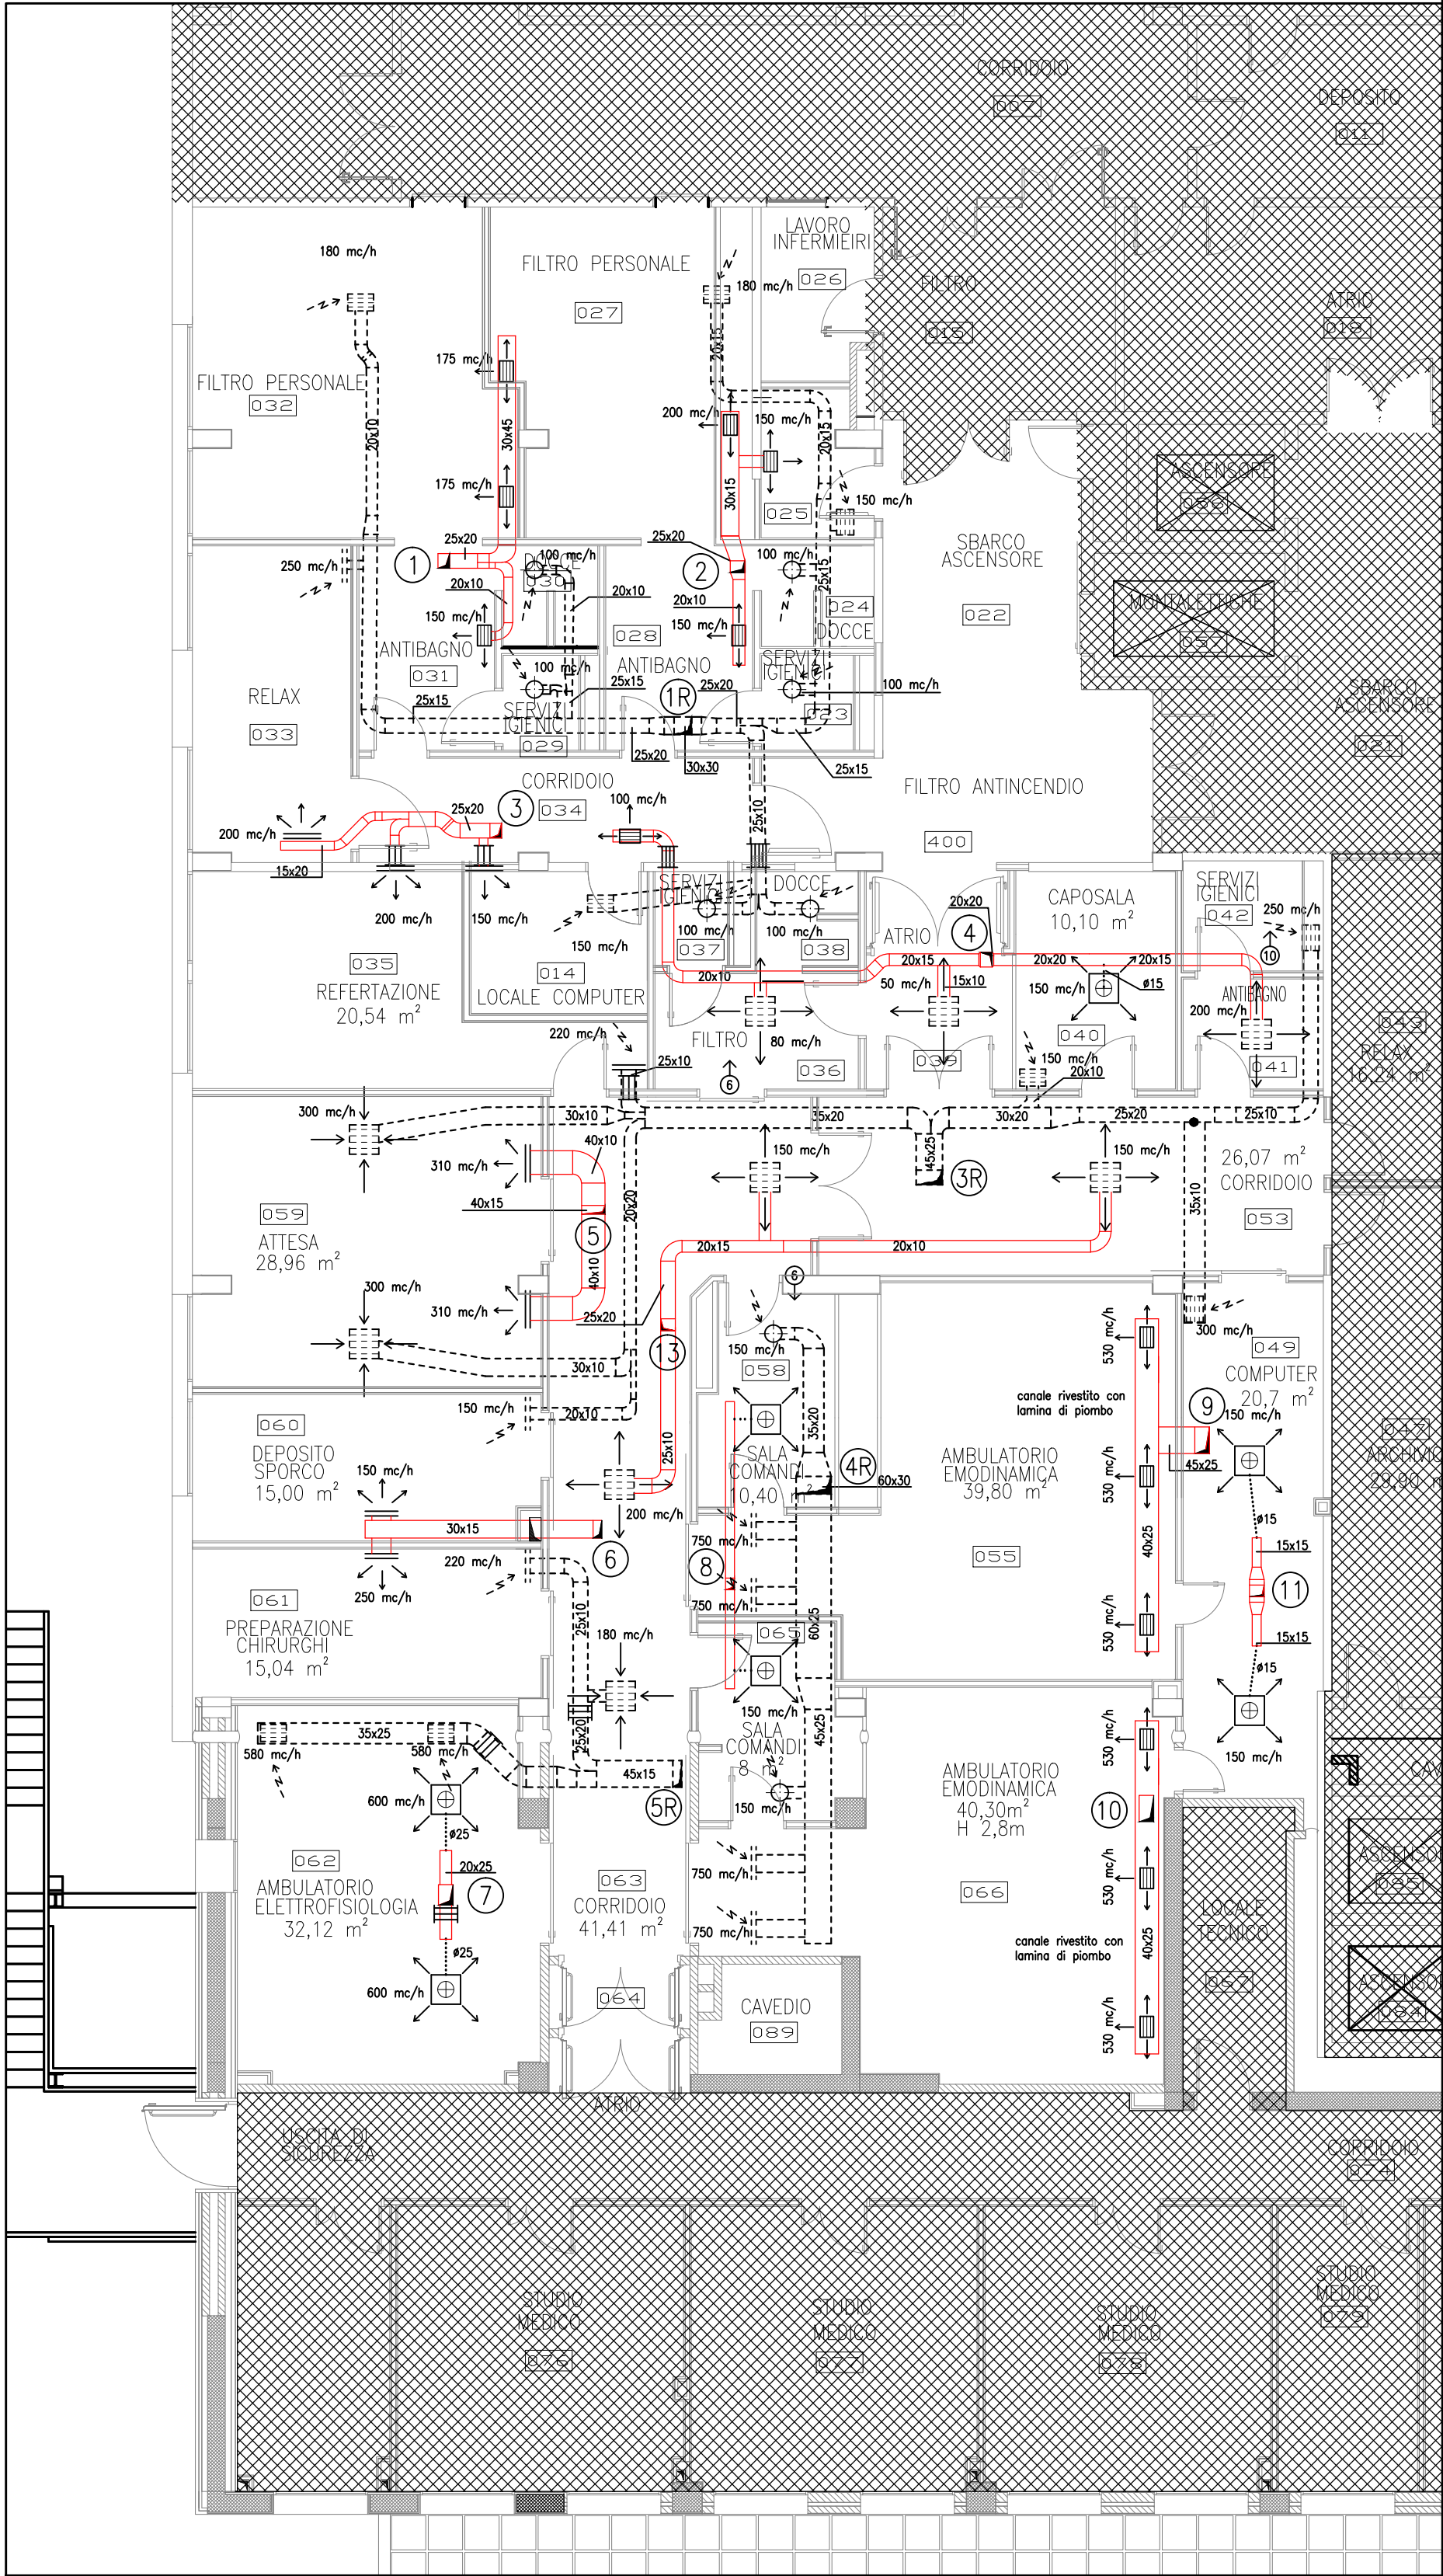 CORRIDOIO
007
DEPOSITO
011
LAVORO
INFERMIEIRI
026
FILTRO
015
ATRIO
019
180 mc/h
FILTRO PERSONALE
027
180 mc/h
20x15
FILTRO PERSONALE
032
20x10
175 mc/h
30x45
175 mc/h
200 mc/h
150 mc/h
20x15
30x15
025
150 mc/h
ASCENSORE
056
SBARCO
ASCENSORE
022
MONTALETTIGHE
057
SBARCO
ASCENSORE
021
25x20
1
250 mc/h
20x10
150 mc/h
DOCCE
030
100 mc/h
20x10
25x20
2
100 mc/h
25x15
20x10
150 mc/h
024
DOCCE
028
ANTIBAGNO
031
ANTIBAGNO
SERVIZI
IGIENICI
023
100 mc/h
100 mc/h
25x15
RELAX
033
25x15
SERVIZI
IGIENICI
029
1R
25x20
25x20
30x30
25x15
CORRIDOIO
034
FILTRO ANTINCENDIO
400
25x20
3
200 mc/h
15x20
100 mc/h
25x10
200 mc/h
150 mc/h
SERVIZI
IGIENICI
037
100 mc/h
DOCCE
038
100 mc/h
150 mc/h
014
LOCALE COMPUTER
035
REFERTAZIONE
20,54 m²
ATRIO
20x20
4
CAPOSALA
10,10 m²
SERVIZI
IGIENICI
042
250 mc/h
10
20x10
20x15
20x20
20x15
50 mc/h
15x10
150 mc/h
ø15
ANTIBAGNO
200 mc/h
041
040
039
FILTRO
80 mc/h
036
6
220 mc/h
25x10
150 mc/h
20x10
043
RELAX
16,24 m²
300 mc/h
30x10
35x20
30x20
25x20
25x10
40x10
310 mc/h
40x15
5
40x10
310 mc/h
20x20
150 mc/h
45x25
3R
150 mc/h
35x10
26,07 m²
CORRIDOIO
053
059
ATTESA
28,96 m²
300 mc/h
25x20
30x10
20x15
20x10
6
13
150 mc/h
058
300 mc/h
049
COMPUTER
20,7 m²
150 mc/h
530 mc/h
canale rivestito con
lamina di piombo
9
45x25
150 mc/h
20x10
060
DEPOSITO
SPORCO
15,00 m²
150 mc/h
25x10
SALA
COMANDI
10,40 m²
35x20
4R
60x30
AMBULATORIO
EMODINAMICA
39,80 m²
055
530 mc/h
40x25
047
ARCHIVIO
28,90 m²
200 mc/h
30x15
6
220 mc/h
250 mc/h
750 mc/h
8
750 mc/h
60x25
065
530 mc/h
ø15
15x15
11
15x15
ø15
150 mc/h
061
PREPARAZIONE
CHIRURGHI
15,04 m²
25x10
180 mc/h
25x20
150 mc/h
SALA
COMANDI
8 m²
45x25
150 mc/h
35x25
580 mc/h
580 mc/h
45x15
5R
600 mc/h
ø25
20x25
7
ø25
600 mc/h
062
AMBULATORIO
ELETTROFISIOLOGIA
32,12 m²
063
CORRIDOIO
41,41 m²
750 mc/h
750 mc/h
AMBULATORIO
EMODINAMICA
40,30m²
H 2,8m
066
530 mc/h
10
530 mc/h
canale rivestito con
lamina di piombo
40x25
530 mc/h
LOCALE
TECNICO
067
085
084
064
CAVEDIO
089
ATRIO
USCITA DI
SICUREZZA
CORRIDOIO
074
STUDIO
MEDICO
076
STUDIO
MEDICO
077
STUDIO
MEDICO
078
STUDIO
MEDICO
079